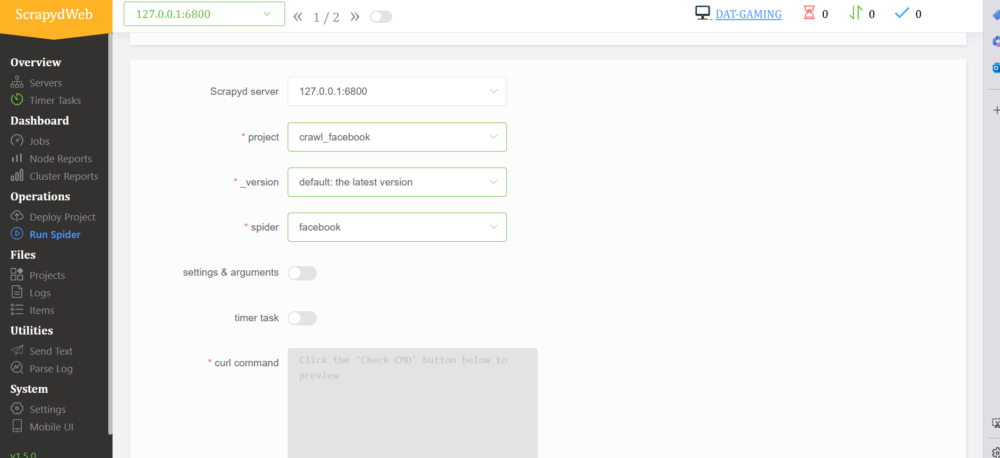 ScrapydWeb
127.0.0.1:6800
1 / 2
DAT-GAMING
0
0
0
Overview
Servers
Timer Tasks
Dashboard
Jobs
Node Reports
Cluster Reports
Operations
Deploy Project
Run Spider
Files
Projects
Logs
Items
Utilities
Send Text
Parse Log
System
Settings
Mobile UI
v1.5.0
Scrapyd server
127.0.0.1:6800
* project
crawl_facebook
* _version
default: the latest version
* spider
facebook
settings & arguments
timer task
* curl command
Click the 'Check CMD' button below to
preview